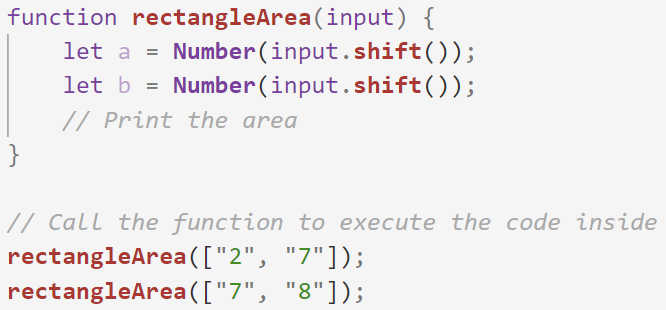 function rectangleArea(input) {
    let a = Number(input.shift());
    let b = Number(input.shift());
    // Print the area
}
// Call the function to execute the code inside
rectangleArea(["2", "7"]);
rectangleArea(["7", "8"]);